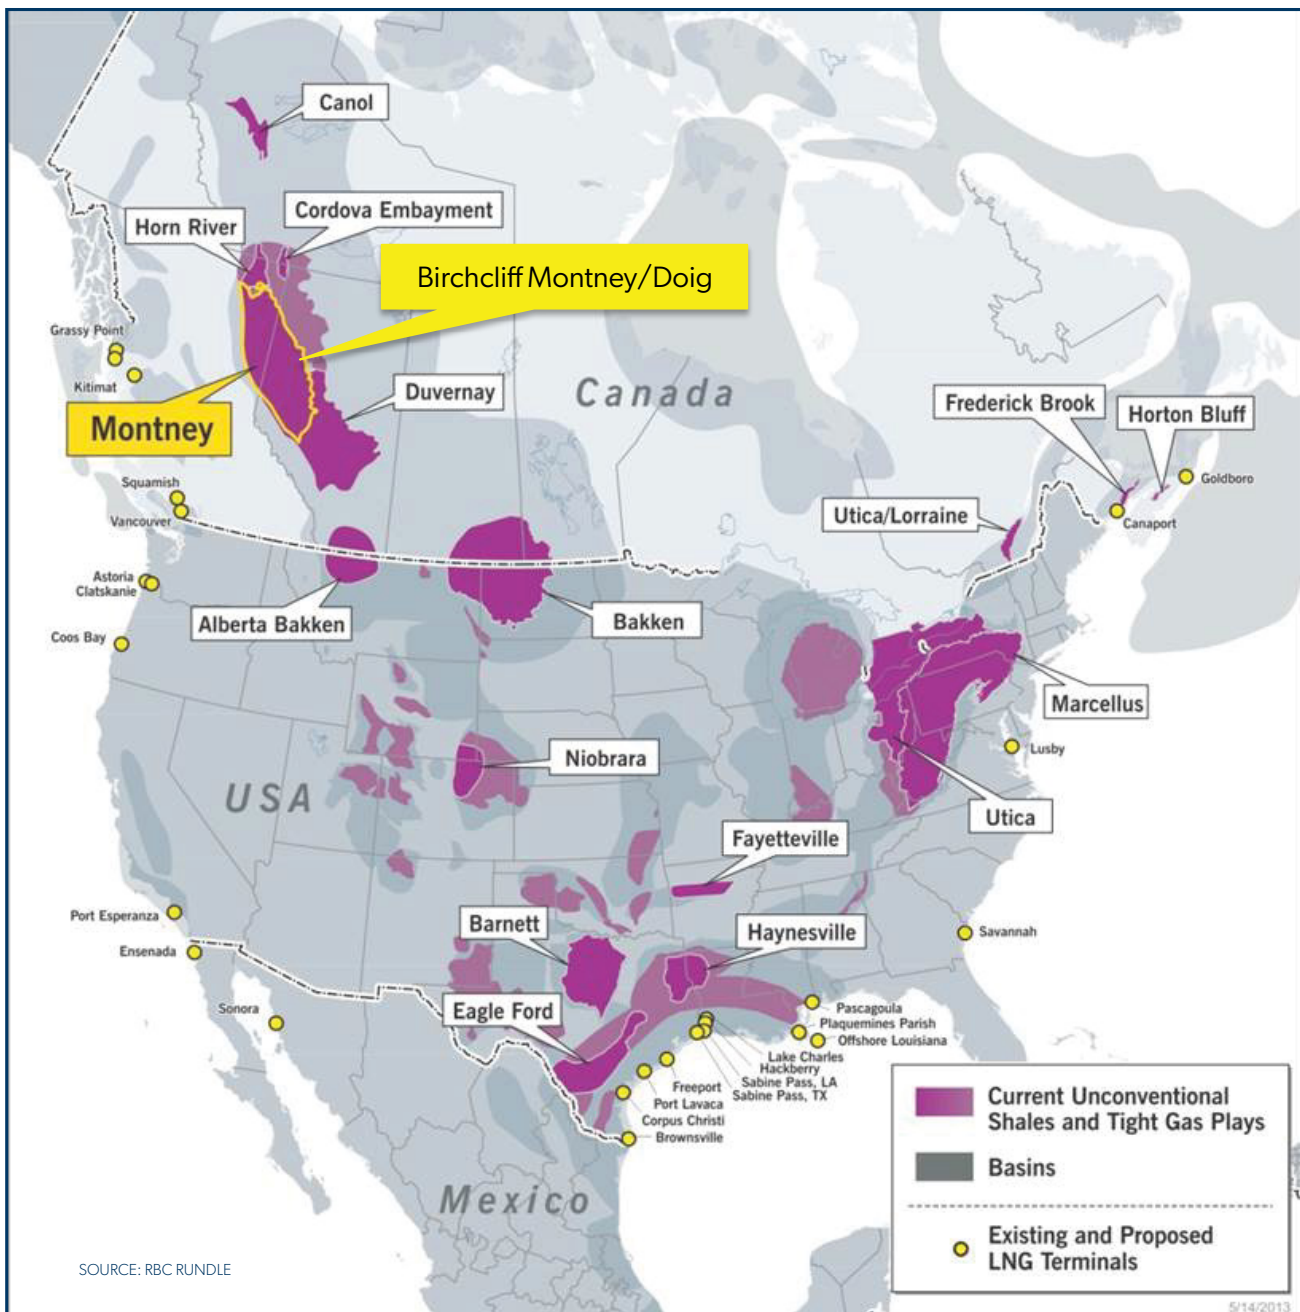 Canol
Cordova Embayment
Horn River
Birchcliff Montney/Doig
Grassy Point
Kitimat
Duvernay
Canada
Montney
Frederick Brook
Horton Bluff
Squamish
Goldboro
Vancouver
Utica/Lorraine
Canaport
Astoria
Clatskanie
Alberta Bakken
Bakken
Coos Bay
Marcellus
Lusby
Niobrara
USA
Utica
Fayetteville
Port Esperanza
Barnett
Haynesville
Savannah
Ensenada
Sonora
Eagle Ford
Pascagoula
Plaquemines Parish
Offshore Louisiana
Lake Charles
Hackberry
Sabine Pass, LA
Sabine Pass, TX
Freeport
Port Lavaca
Corpus Christi
Brownsville
Mexico
Current Unconventional
Shales and Tight Gas Plays
Basins
Existing and Proposed
LNG Terminals
SOURCE: RBC RUNDLE
5/14/2013